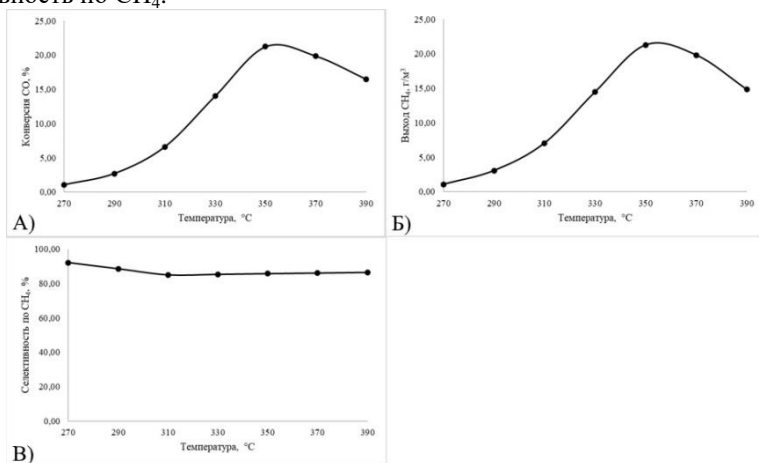 вность по CH₄.
25,00
20,00
15,00
10,00
5,00
0,00
Конверсия CO, %
270 290 310 330 350 370 390
Температура, °C
А)
25,00
20,00
15,00
10,00
5,00
0,00
Выход CH₄, г/м³
270 290 310 330 350 370 390
Температура, °C
Б)
100,00
80,00
60,00
40,00
20,00
0,00
Селективность по CH₄, %
270 290 310 330 350 370 390
Температура, °C
В)